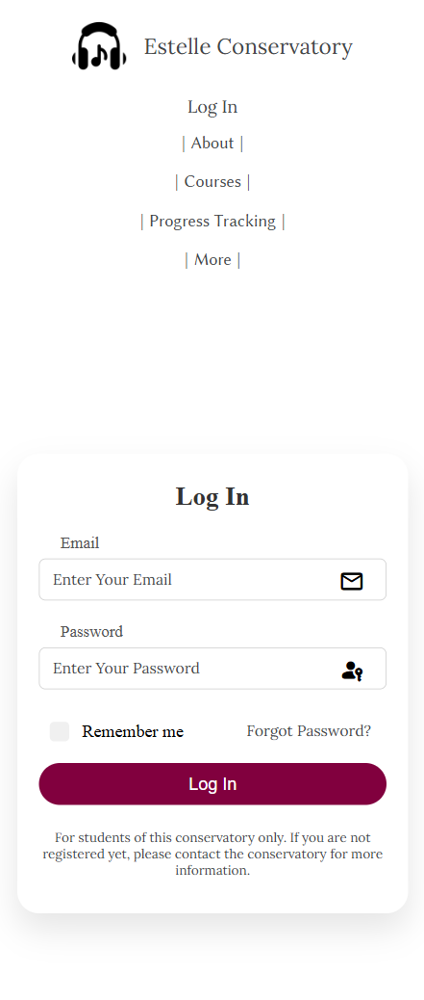 Estelle Conservatory
Log In
| About |
| Courses |
| Progress Tracking |
| More |
Log In
Email
Enter Your Email
Password
Enter Your Password
Remember me Forgot Password?
Log In
For students of this conservatory only. If you are not
registered yet, please contact the conservatory for more
information.